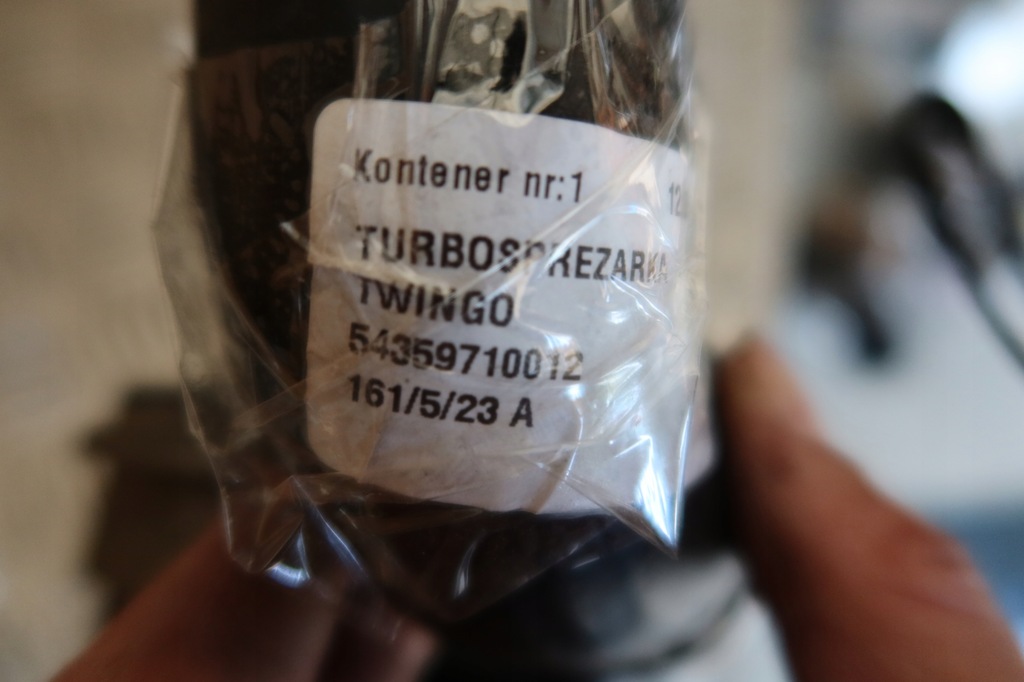 Kontener nr:1
TURBOSPREZARKA
TWINGO
54359710012
161/5/23 A